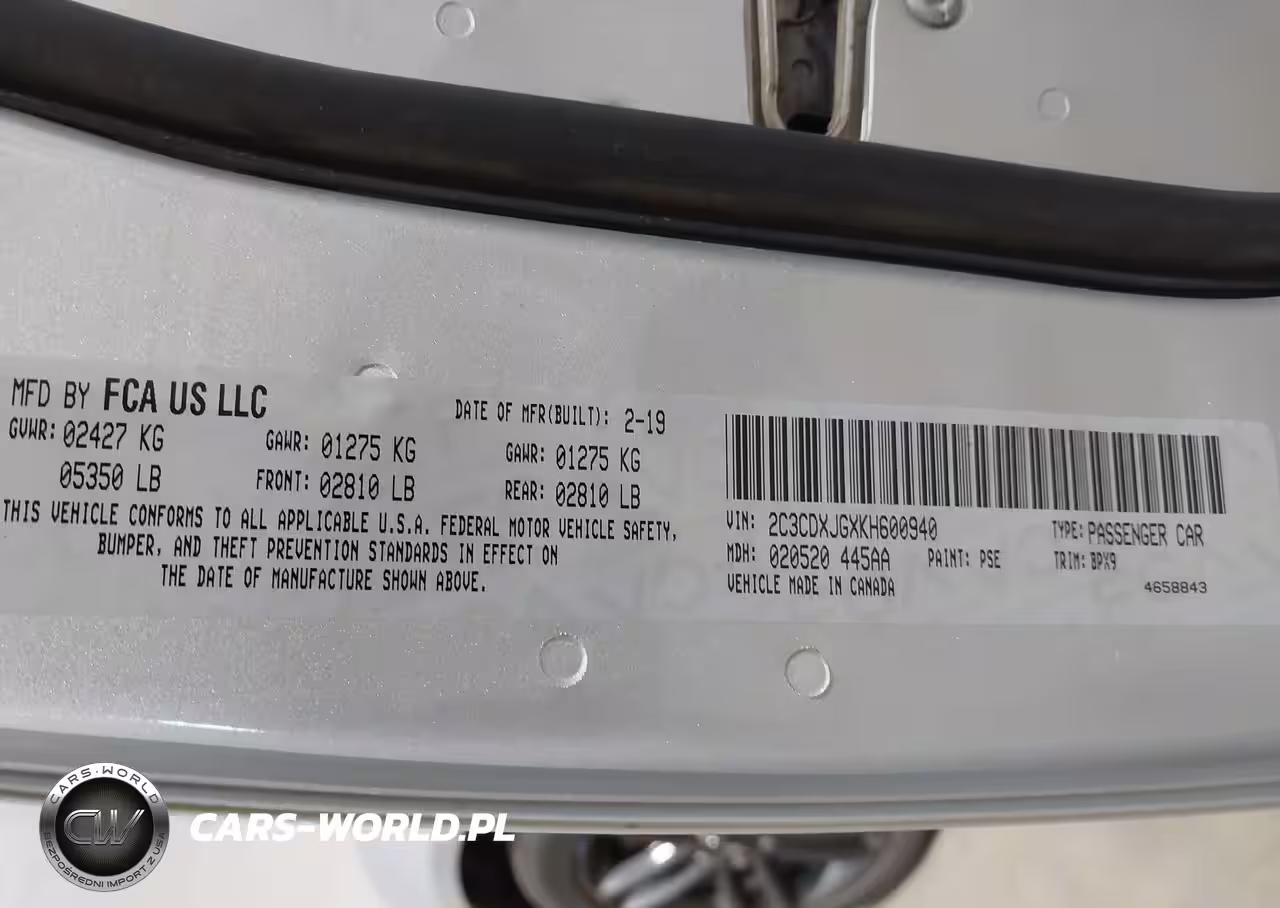 MFD BY FCA US LLC
DATE OF MFR(BUILT): 2-19
GVWR: 02427 KG
GAWR: 01275 KG
GAWR: 01275 KG
05350 LB
FRONT: 02810 LB
REAR: 02810 LB
THIS VEHICLE CONFORMS TO ALL APPLICABLE U.S.A. FEDERAL MOTOR VEHICLE SAFETY,
BUMPER, AND THEFT PREVENTION STANDARDS IN EFFECT ON
THE DATE OF MANUFACTURE SHOWN ABOVE.
VIN: 2C3CDXJGXKH600940
TYPE: PASSENGER CAR
MDH: 020520 445AA
PAINT: PSE
TRIM: BPX9
VEHICLE MADE IN CANADA
4658843
CARS-WORLD
CW
BEZPOŚREDNI IMPORT Z USA
CARS-WORLD.PL